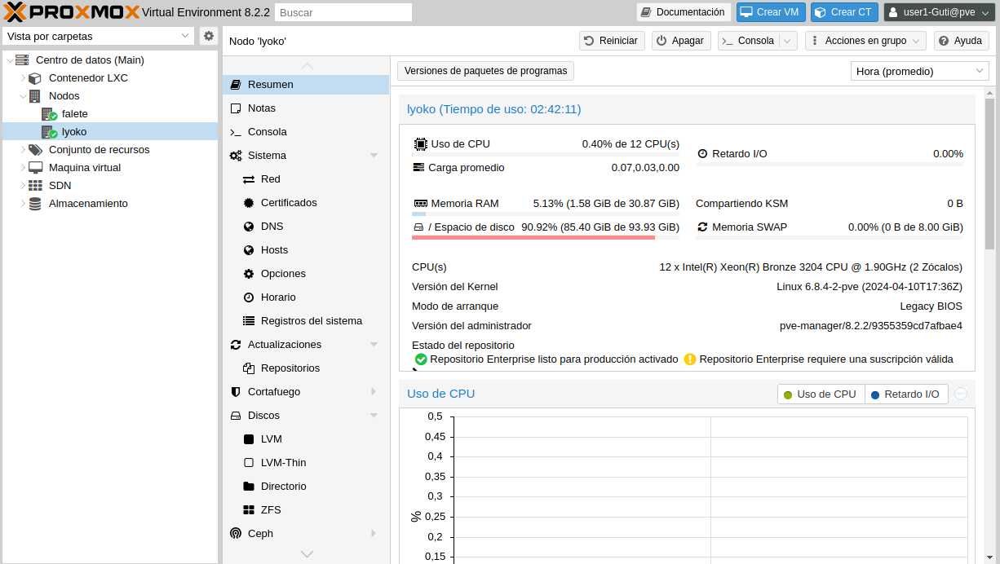 PROXMOX Virtual Environment 8.2.2 Buscar Documentación Crear VM Crear CT user1-Guti@pve
Vista por carpetas
Nodo 'lyoko' Reiniciar Apagar Consola Acciones en grupo Ayuda
Centro de datos (Main)
Contenedor LXC
Nodos
falete
lyoko
Conjunto de recursos
Maquina virtual
SDN
Almacenamiento
Resumen
Notas
Consola
Sistema
Red
Certificados
DNS
Hosts
Opciones
Horario
Registros del sistema
Actualizaciones
Repositorios
Cortafuego
Discos
LVM
LVM-Thin
Directorio
ZFS
Ceph
Versiones de paquetes de programas Hora (promedio)
lyoko (Tiempo de uso: 02:42:11)
Uso de CPU 0.40% de 12 CPU(s)
Retardo I/O 0.00%
Carga promedio 0.07,0.03,0.00
Memoria RAM 5.13% (1.58 GiB de 30.87 GiB)
Compartiendo KSM 0 B
/ Espacio de disco 90.92% (85.40 GiB de 93.93 GiB)
Memoria SWAP 0.00% (0 B de 8.00 GiB)
CPU(s) 12 x Intel(R) Xeon(R) Bronze 3204 CPU @ 1.90GHz (2 Zócalos)
Versión del Kernel Linux 6.8.4-2-pve (2024-04-10T17:36Z)
Modo de arranque Legacy BIOS
Versión del administrador pve-manager/8.2.2/9355359cd7afbae4
Estado del repositorio
Repositorio Enterprise listo para producción activado Repositorio Enterprise requiere una suscripción válida
Uso de CPU Uso de CPU Retardo I/O
0,5
0,45
0,4
0,35
0,3
0,25
0,2
0,15
%